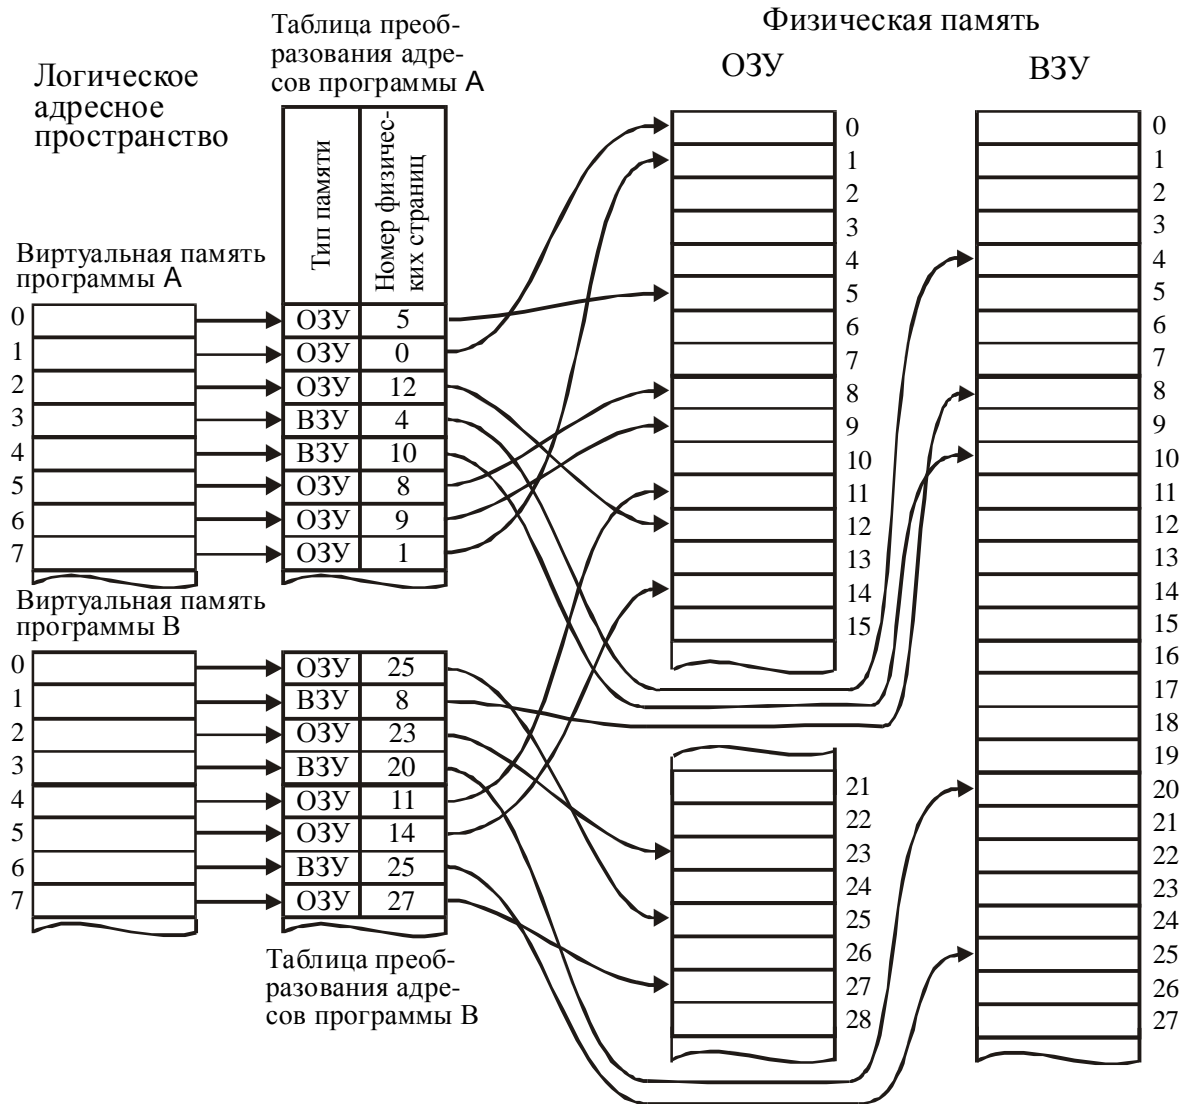 Физическая память
Таблица преоб-
разования адре-
сов программы A
ОЗУ
ВЗУ
Логическое
адресное
пространство
Тип памяти
Номер физичес-
ких страниц
Виртуальная память
программы A
0
ОЗУ 5
1
ОЗУ 0
2
ОЗУ 12
3
ВЗУ 4
4
ВЗУ 10
5
ОЗУ 8
6
ОЗУ 9
7
ОЗУ 1
Виртуальная память
программы В
0
ОЗУ 25
1
ВЗУ 8
2
ОЗУ 23
3
ВЗУ 20
4
ОЗУ 11
5
ОЗУ 14
6
ВЗУ 25
7
ОЗУ 27
Таблица преоб-
разования адре-
сов программы В
0
1
2
3
4
5
6
7
8
9
10
11
12
13
14
15
21
22
23
24
25
26
27
28
0
1
2
3
4
5
6
7
8
9
10
11
12
13
14
15
16
17
18
19
20
21
22
23
24
25
26
27